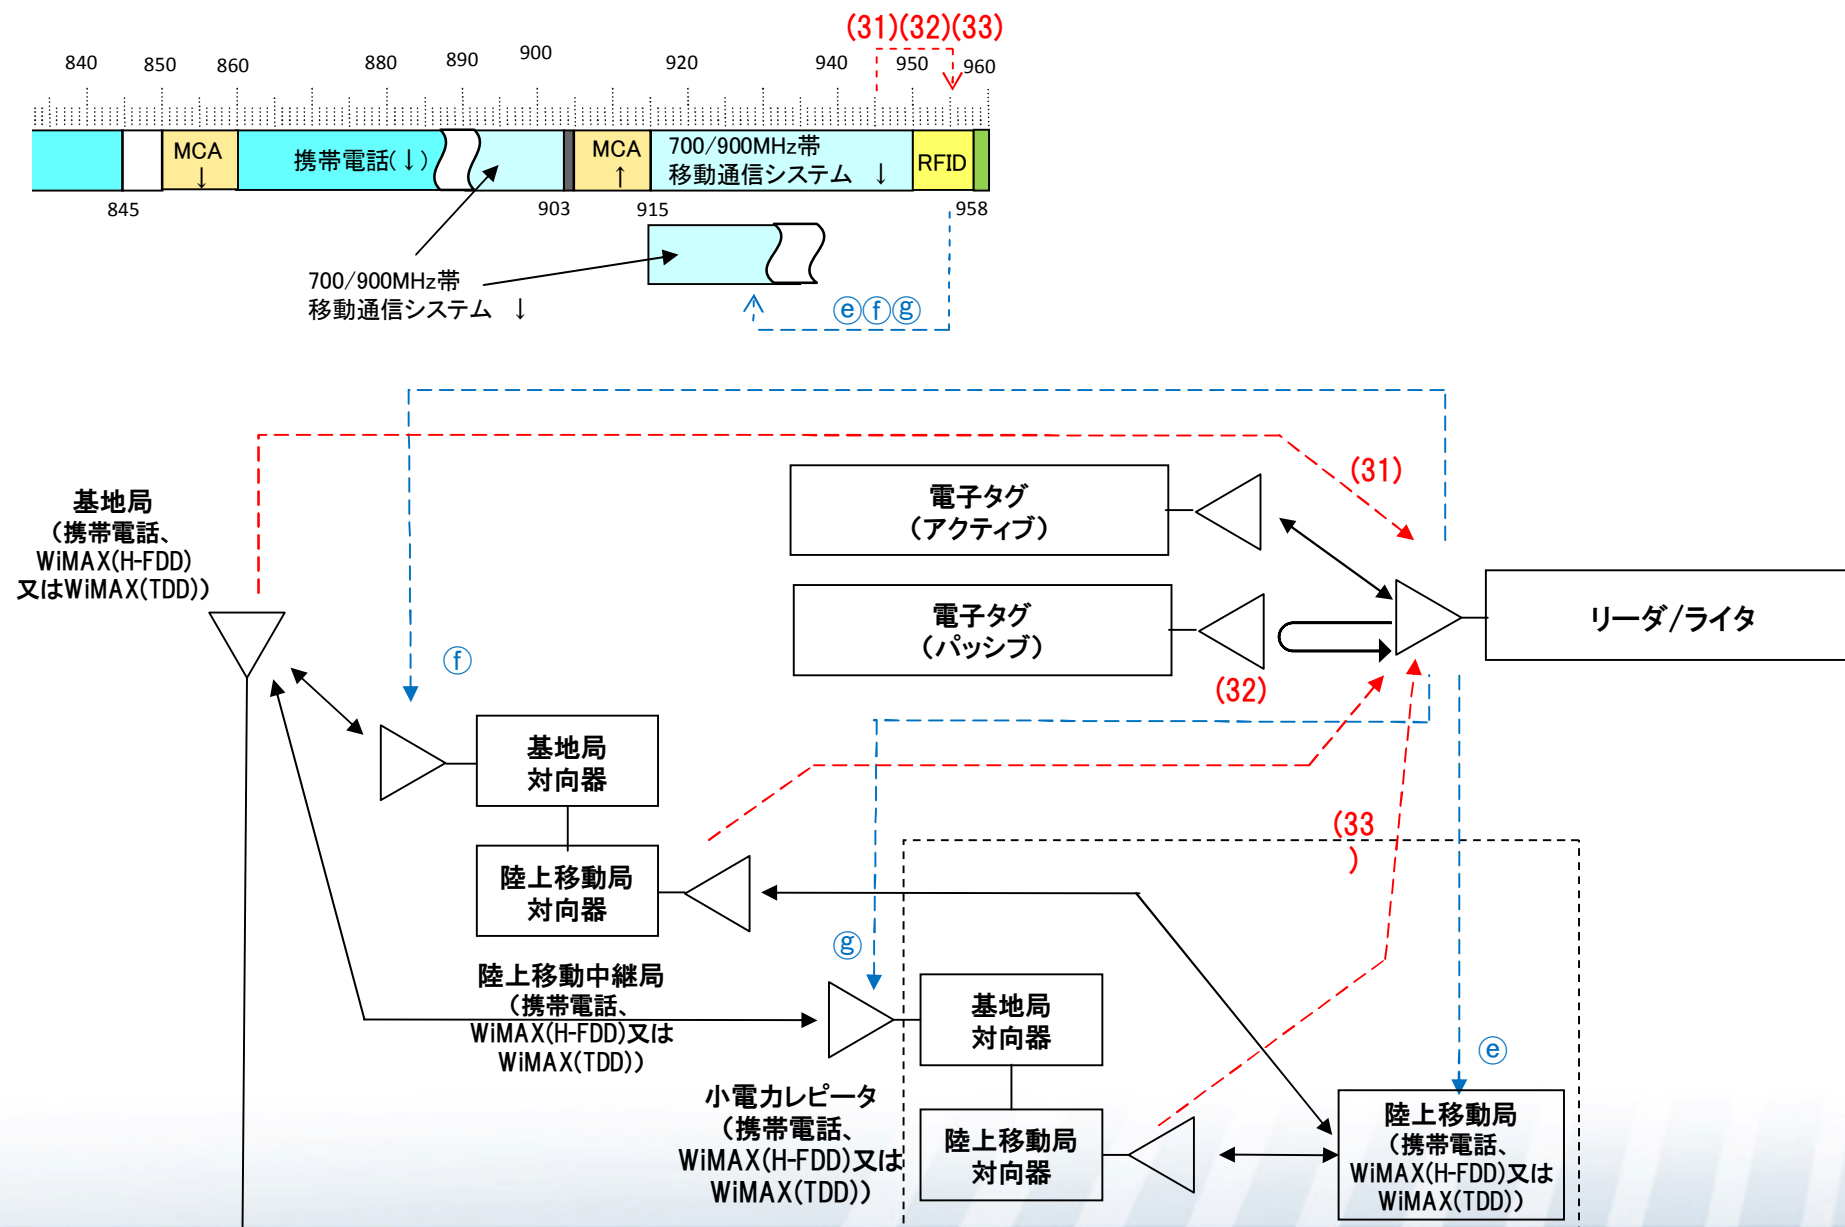 (31)(32)(33)
840 850 860 880 890 900 920 940 950 960
MCA
↓
携帯電話(↓)
MCA
↑
700/900MHz帯
移動通信システム ↓
RFID
845 903 915 958
700/900MHz帯
移動通信システム ↓
ⓔⓕⓖ
(31)
基地局
(携帯電話、
WiMAX(H-FDD)
又はWiMAX(TDD))
電子タグ
(アクティブ)
電子タグ
(パッシブ)
リーダ/ライタ
ⓕ
(32)
基地局
対向器
(33
)
陸上移動局
対向器
ⓖ
陸上移動中継局
(携帯電話、
WiMAX(H-FDD)又は
WiMAX(TDD))
基地局
対向器
ⓔ
小電力レピータ
(携帯電話、
WiMAX(H-FDD)又は
WiMAX(TDD))
陸上移動局
対向器
陸上移動局
(携帯電話、
WiMAX(H-FDD)又は
WiMAX(TDD))